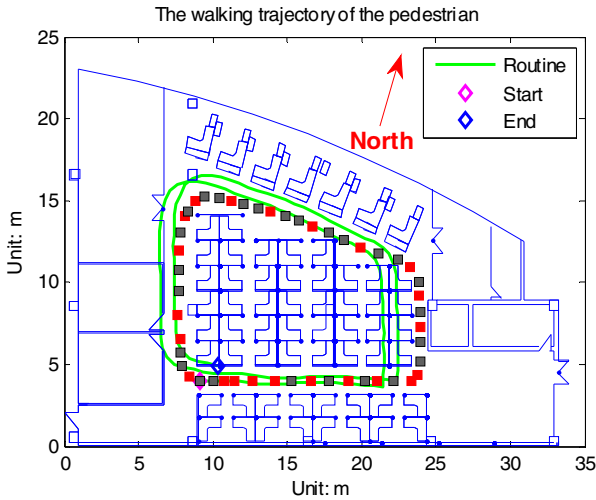 The walking trajectory of the pedestrian
25
20
15
10
5
0
Unit: m
North
Routine
Start
End
0 5 10 15 20 25 30 35
Unit: m